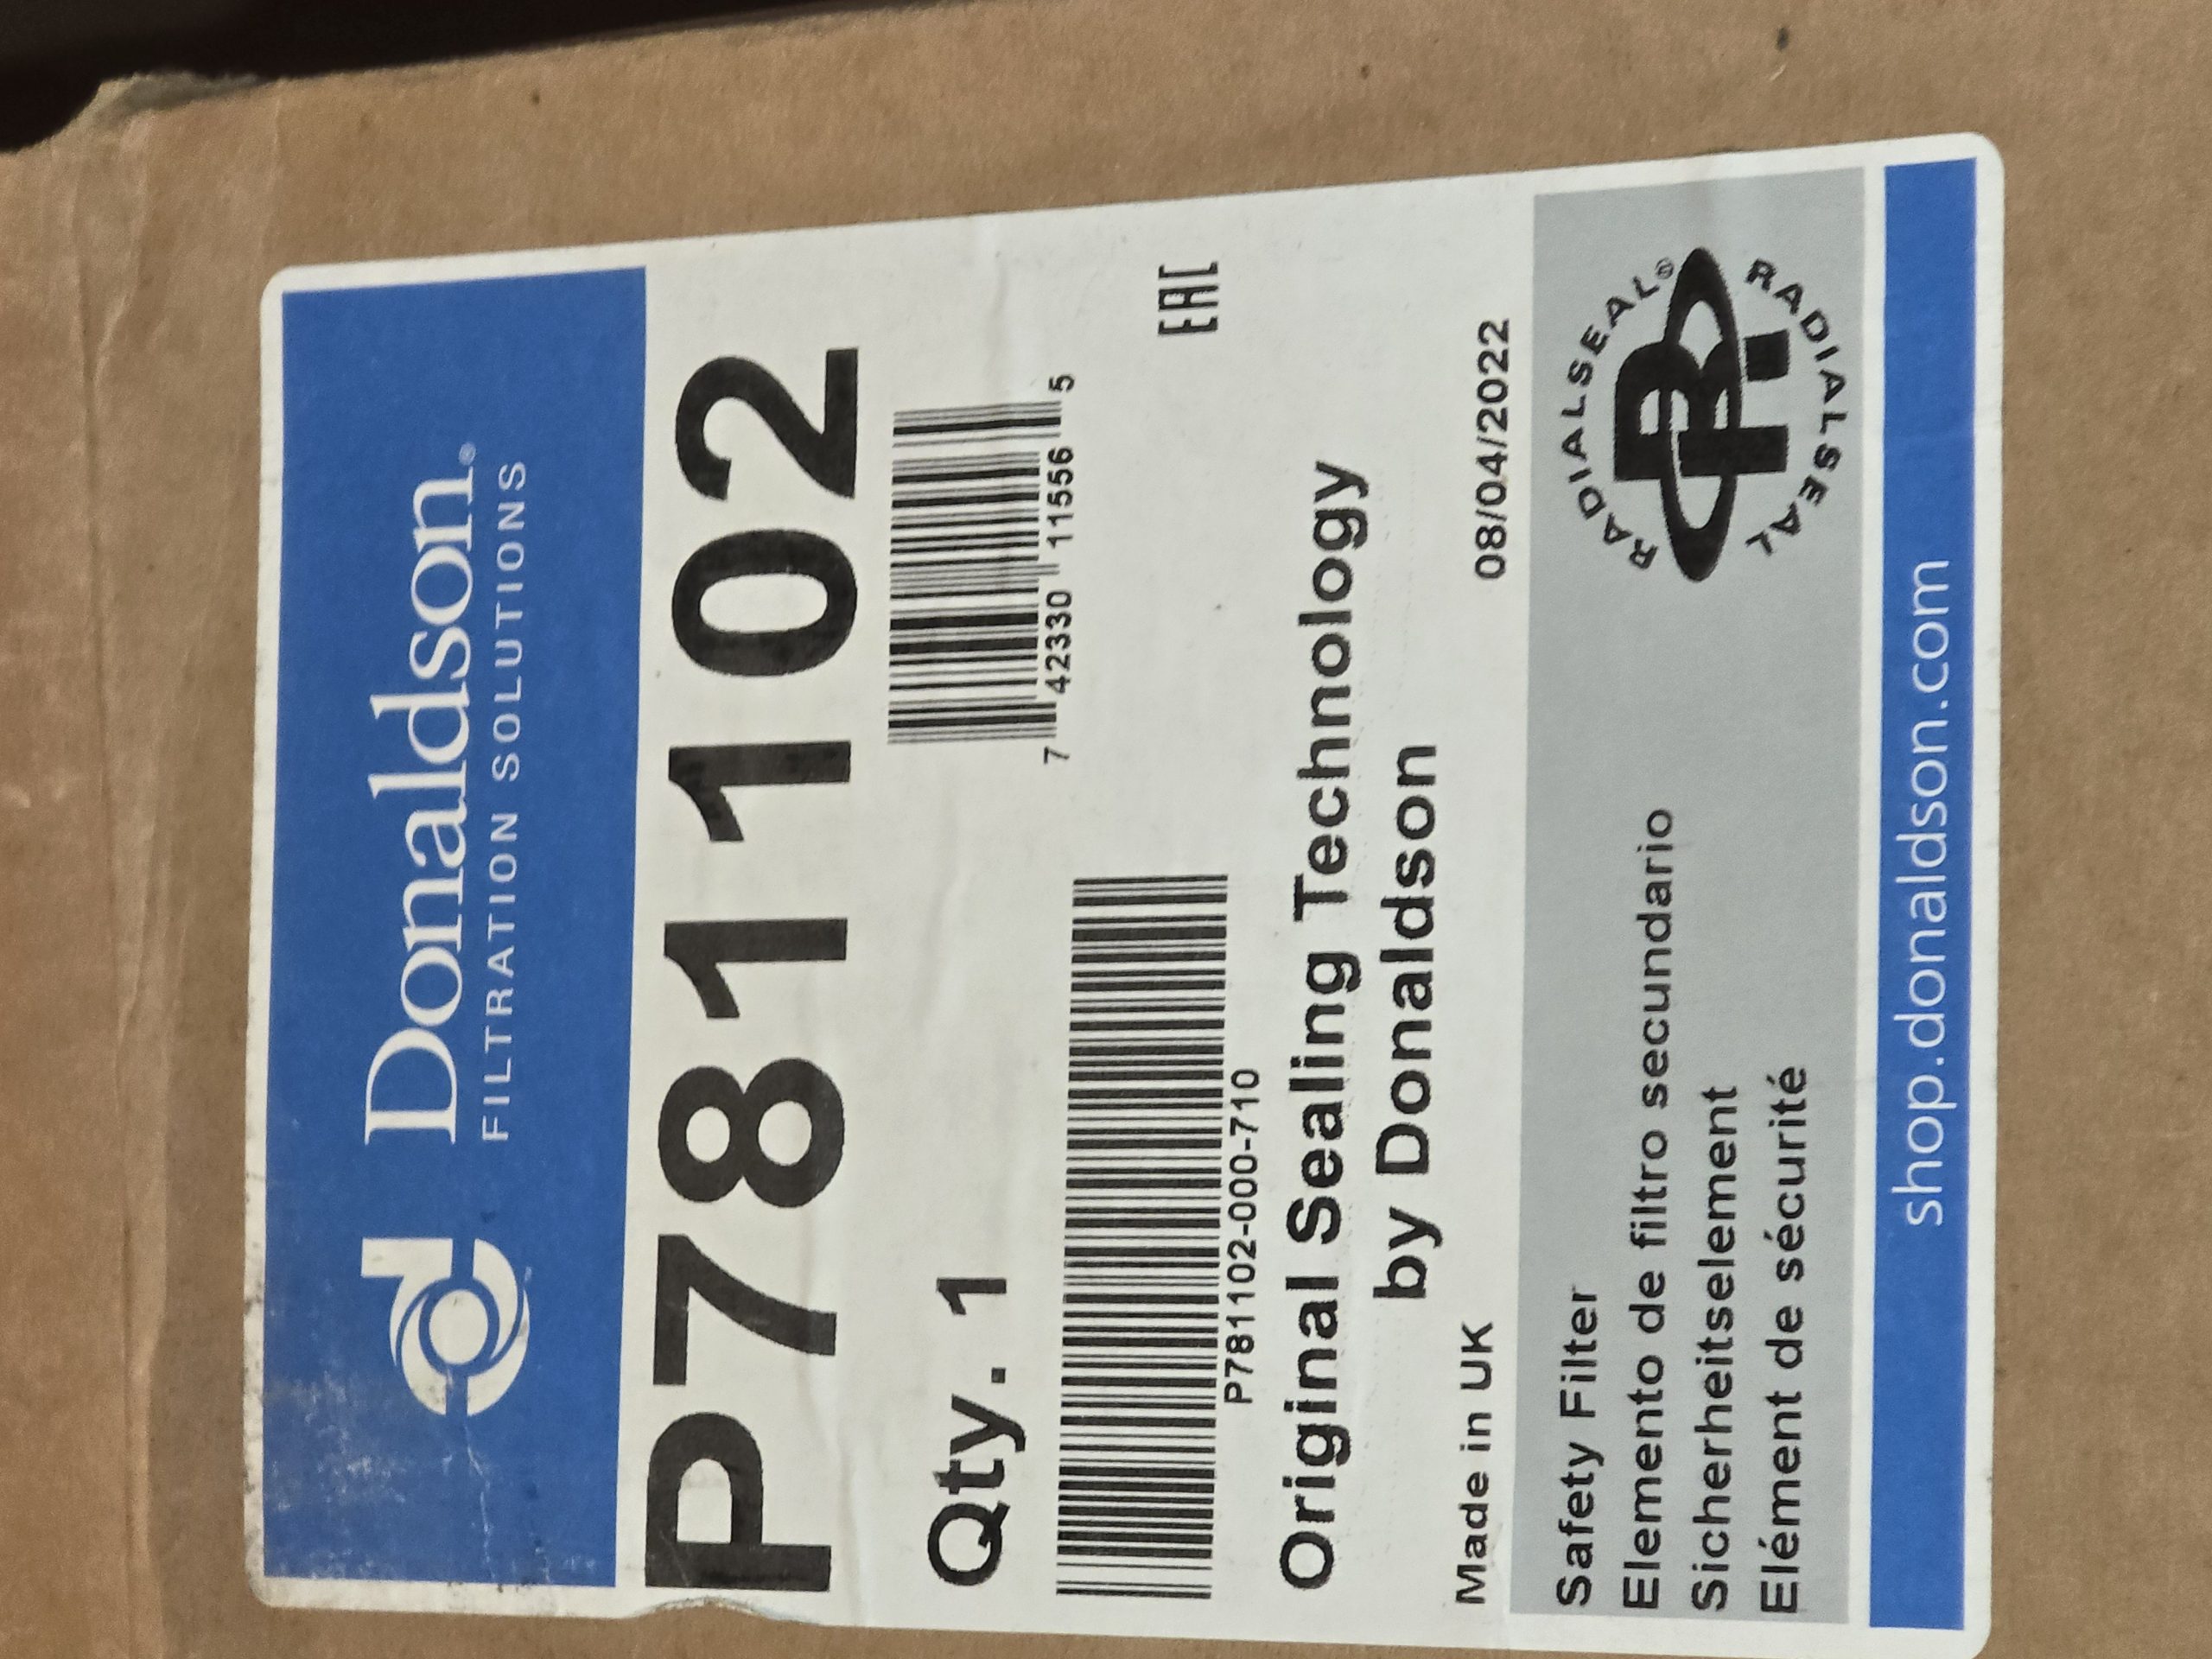 Donaldson®
FILTRATION SOLUTIONS
P781102
Qty. 1
7 42330 11556 5
P781102-000-710
EAC
Original Sealing Technology
by Donaldson
Made in UK
08/04/2022
Safety Filter
Elemento de filtro secundario
Sicherheitselement
Elément de sécurité
RADIALSEAL®
RADIALSEAL
shop.donaldson.com